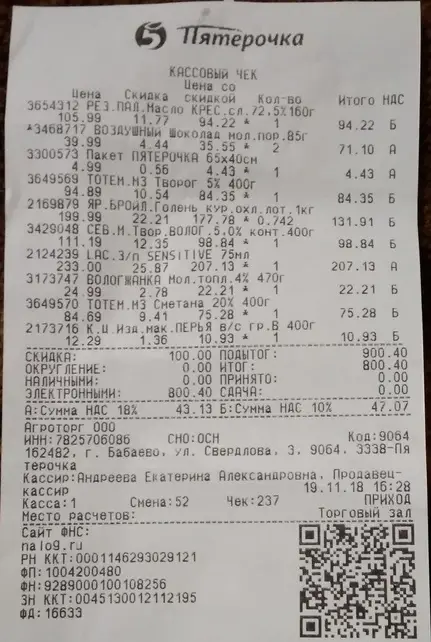 5 Пятерочка
КАССОВЫЙ ЧЕК
Цена со
Цена Скидка скидкой Кол-во Итого НДС
3654312 РЕЗ.ПАЛ.Масло КРЕС.сл.72,5%160г
105.99 11.77 94.22 * 1 94.22 Б
*3468717 ВОЗДУШНЫЙ Шоколад мол.пор.85г
39.99 4.44 35.55 * 2 71.10 А
3300573 Пакет ПЯТЕРОЧКА 65х40см
4.99 0.56 4.43 * 1 4.43 А
3649569 ТОТЕМ.МЗ Творог 5% 400г
94.89 10.54 84.35 * 1 84.35 Б
2169879 ЯР.БРОЙЛ.Голень кур.охл.лот.1кг
199.99 22.21 177.78 * 0.742 131.91 Б
3429048 СЕВ.М.Твор.ВОЛОГ.5,0% конт.400г
111.19 12.35 98.84 * 1 98.84 Б
2124239 LAC.З/п SENSITIVE 75мл
233.00 25.87 207.13 * 1 207.13 А
3173747 ВОЛОГЖАНКА Мол.топл.4% 470г
24.99 2.78 22.21 * 1 22.21 Б
3649570 ТОТЕМ.МЗ Сметана 20% 400г
84.69 9.41 75.28 * 1 75.28 Б
2173716 К.Ц Изд.мак.ПЕРЬЯ в/с гр.В 400г
12.29 1.36 10.93 * 1 10.93 Б
СКИДКА: 100.00 ПОДЫТОГ: 900.40
ОКРУГЛЕНИЕ: 0.00 ИТОГ: 800.40
НАЛИЧНЫМИ: 0.00 ПРИНЯТО: 0.00
ЭЛЕКТРОННЫМИ: 800.40 СДАЧА: 0.00
А:Сумма НДС 18% 43.13 Б:Сумма НДС 10% 47.07
Агроторг ООО
ИНН:7825706086 СНО:ОСН Код:9064
162482, г. Бабаево, ул. Свердлова, 3, 9064, 3338-Пя
терочка
Кассир:Андреева Екатерина Александровна, Продавец-
кассир 19.11.18 16:28
Касса:1 Смена:52 Чек:237 ПРИХОД
Место расчетов: Торговый зал
Сайт ФНС:
nalog.ru
РН ККТ:0001146293029121
ФП:1004200480
ФН:9289000100108256
ЗН ККТ:0045130012112195
ФД:16633